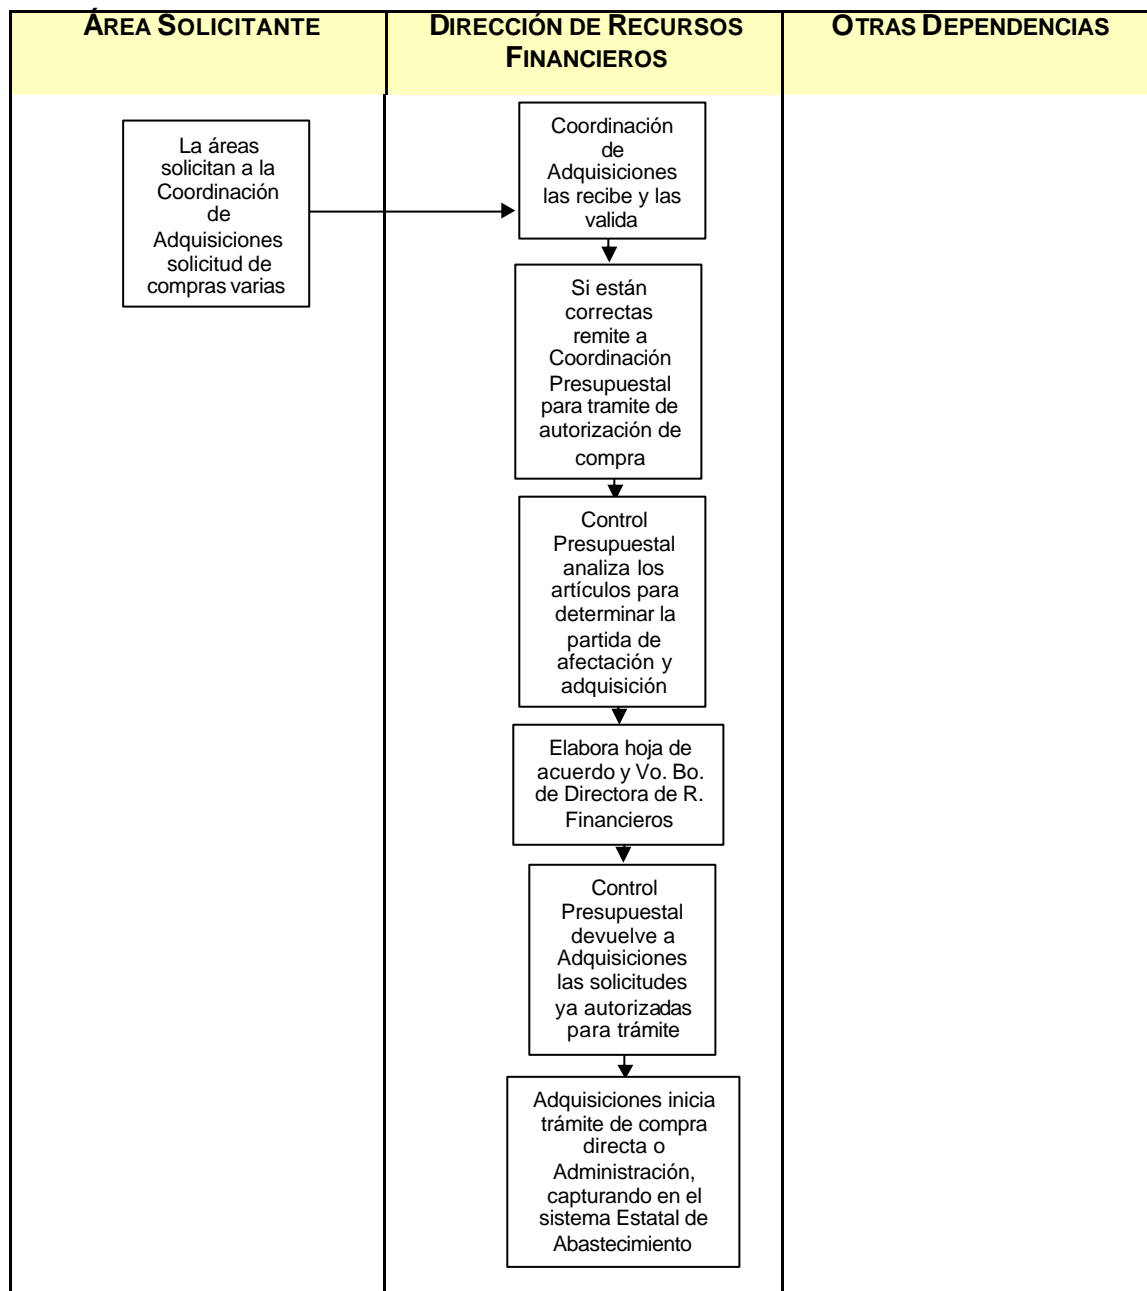 ÁREA SOLICITANTE
DIRECCIÓN DE RECURSOS
FINANCIEROS
OTRAS DEPENDENCIAS
La áreas
solicitan a la
Coordinación
de
Adquisiciones
solicitud de
compras varias
Coordinación
de
Adquisiciones
las recibe y las
valida
Si están
correctas
remite a
Coordinación
Presupuestal
para tramite de
autorización de
compra
Control
Presupuestal
analiza los
artículos para
determinar la
partida de
afectación y
adquisición
Elabora hoja de
acuerdo y Vo. Bo.
de Directora de R.
Financieros
Control
Presupuestal
devuelve a
Adquisiciones
las solicitudes
ya autorizadas
para trámite
Adquisiciones inicia
trámite de compra
directa o
Administración,
capturando en el
sistema Estatal de
Abastecimiento